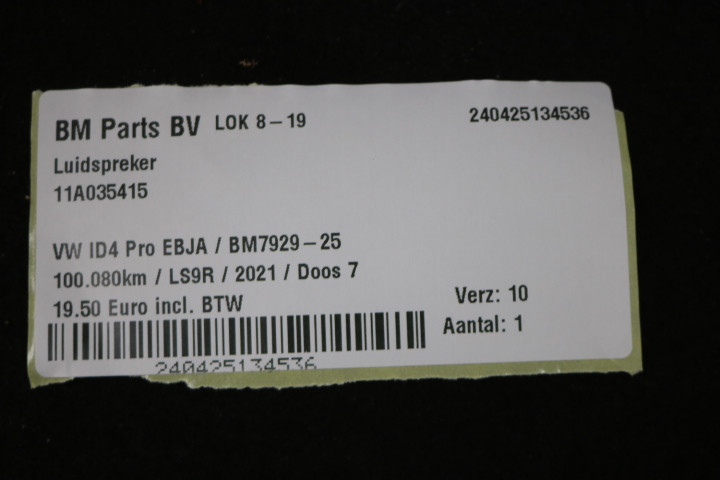 BM Parts BV LOK 8-19 240425134536
Luidspreker
11A035415
VW ID4 Pro EBJA / BM7929-25
100.080km / LS9R / 2021 / Doos 7
19.50 Euro incl. BTW Verz: 10
Aantal: 1
240425134536